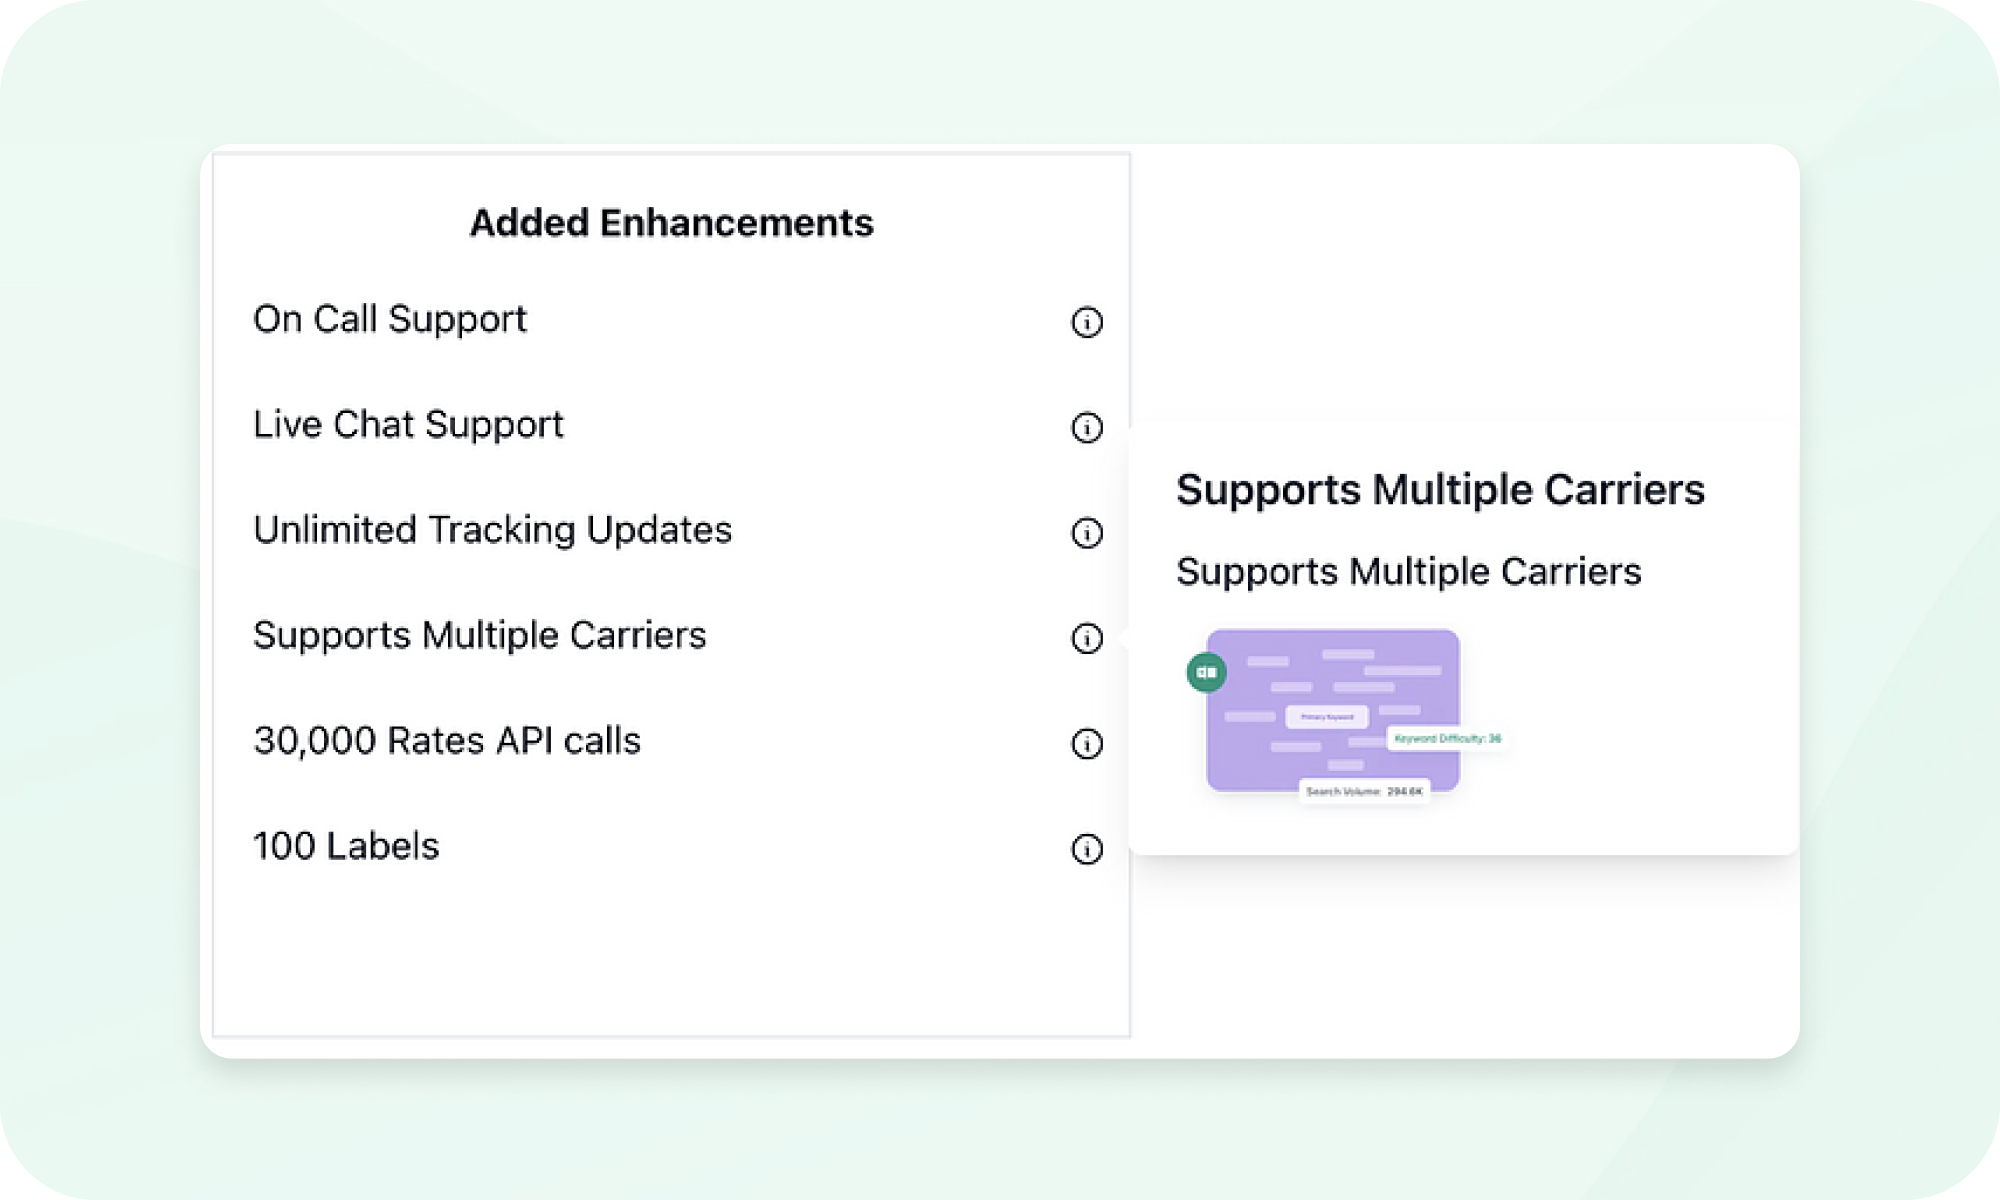 Added Enhancements
On Call Support
Live Chat Support
Unlimited Tracking Updates
Supports Multiple Carriers
30,000 Rates API calls
100 Labels
Supports Multiple Carriers
Supports Multiple Carriers
Primary Keyword
Keyword Difficulty: 36
Search Volume: 294.6K